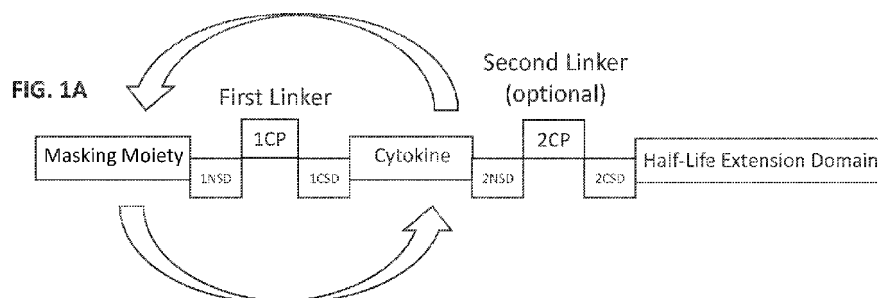 FIG. 1A
First Linker
Second Linker
(optional)
Masking Moiety
1NSD
1CP
1CSD
Cytokine
2NSD
2CP
2CSD
Half-Life Extension Domain